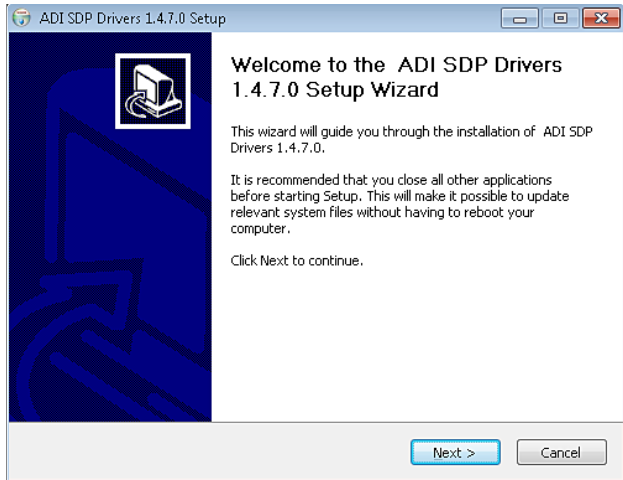 ADI SDP Drivers 1.4.7.0 Setup
Welcome to the ADI SDP Drivers
1.4.7.0 Setup Wizard
This wizard will guide you through the installation of ADI SDP
Drivers 1.4.7.0.
It is recommended that you close all other applications
before starting Setup. This will make it possible to update
relevant system files without having to reboot your
computer.
Click Next to continue.
Next >
Cancel